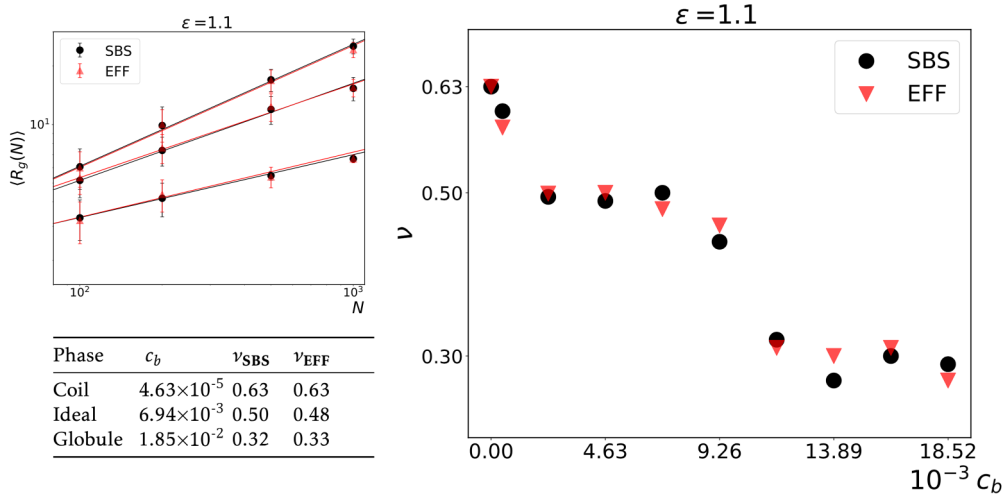 ε = 1.1
SBS
EFF
10¹
⟨R_g(N)⟩
10²
10³
N
Phase c_b ν_SBS ν_EFF
Coil 4.63×10⁻⁵ 0.63 0.63
Ideal 6.94×10⁻³ 0.50 0.48
Globule 1.85×10⁻² 0.32 0.33
ε = 1.1
SBS
EFF
0.63
0.50
ν
0.30
0.00 4.63 9.26 13.89 18.52
10⁻³ c_b